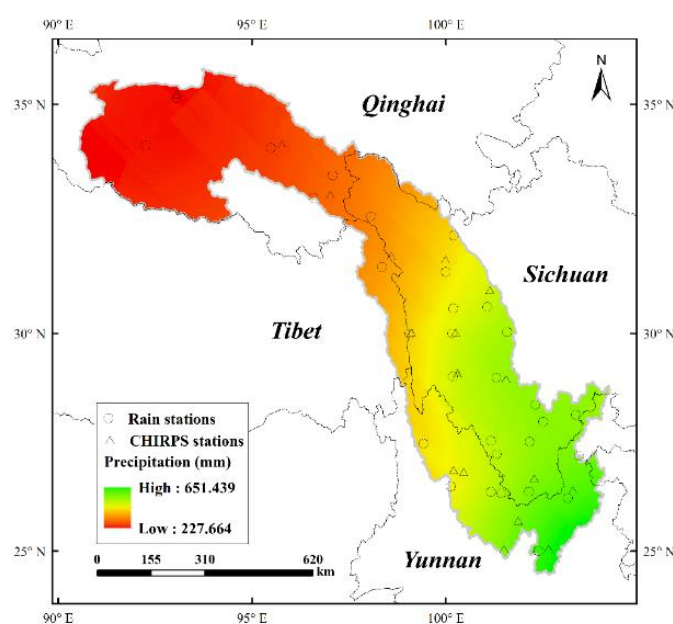 90° E 95° E 100° E
N
35° N 35° N
Qinghai
Sichuan
Tibet
30° N 30° N
Rain stations
CHIRPS stations
Precipitation (mm)
High : 651.439
Low : 227.664
25° N 25° N
0 155 310 620
km
Yunnan
90° E 95° E 100° E